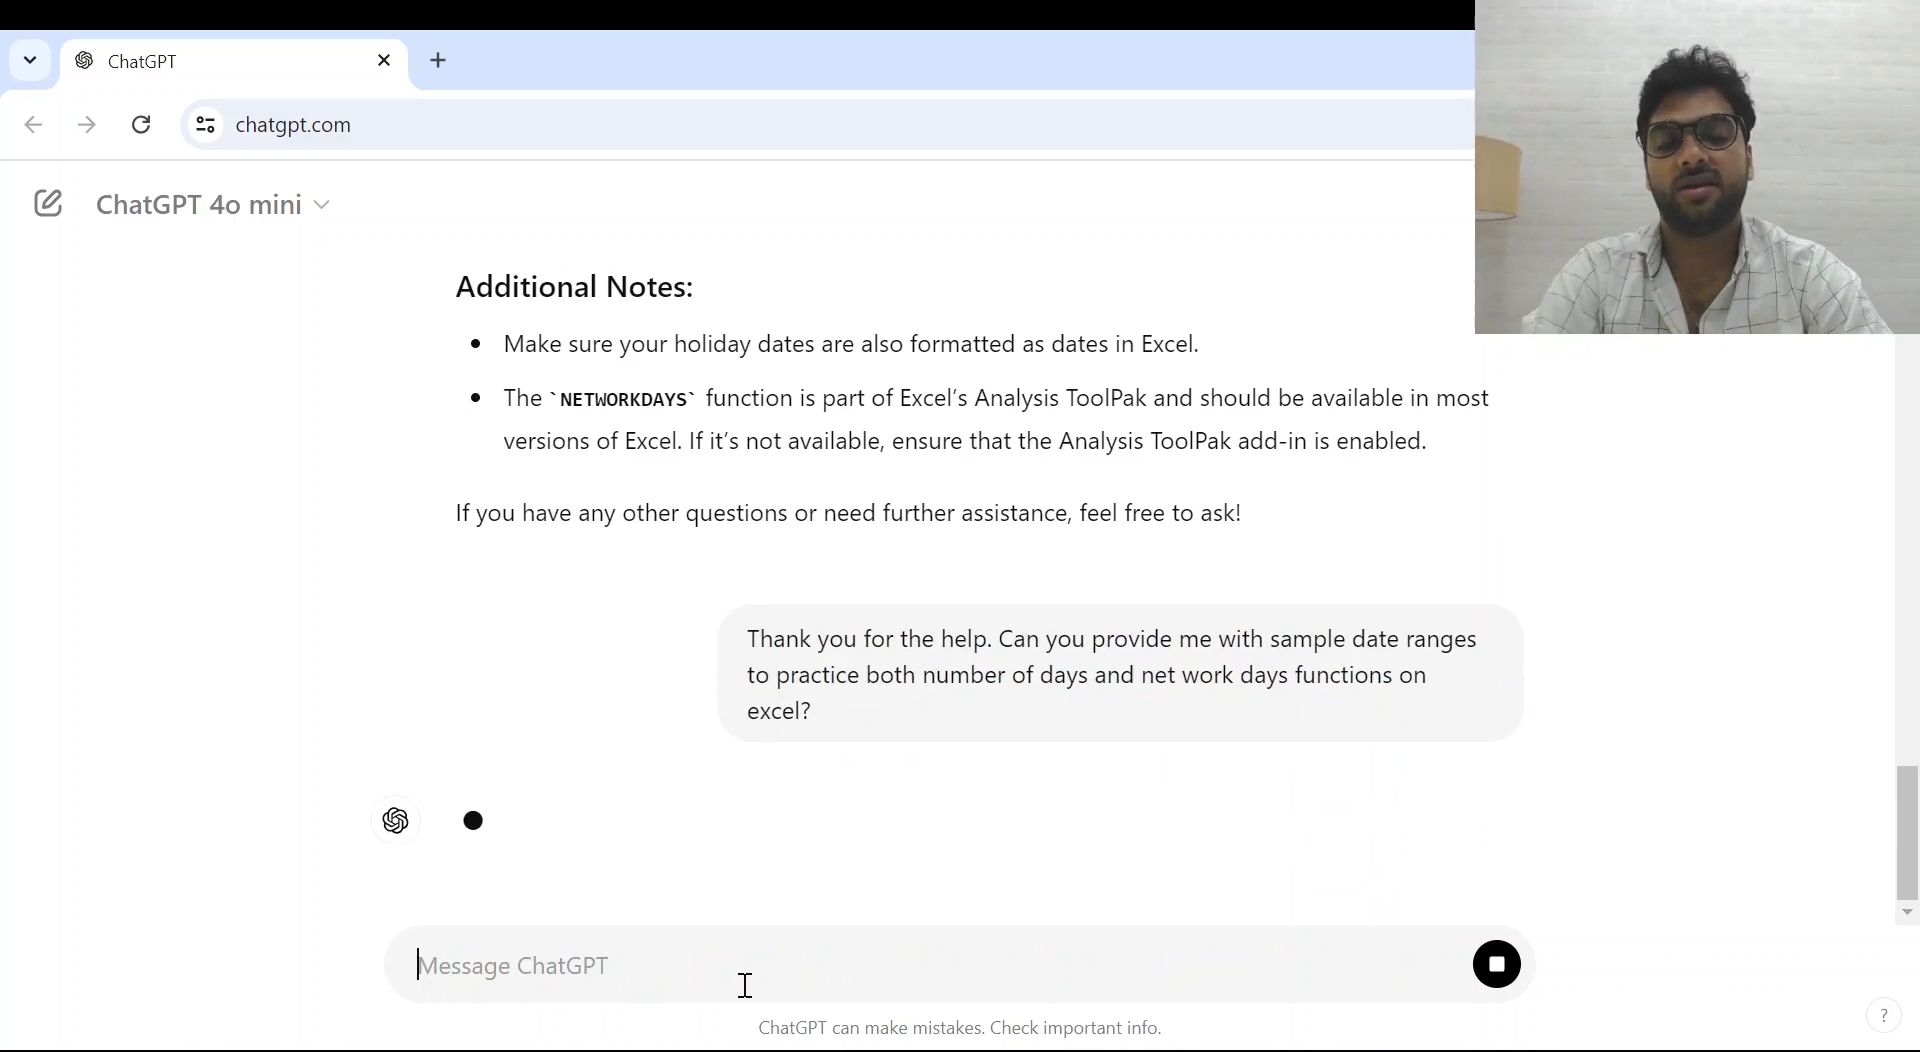 ChatGPT
chatgpt.com
ChatGPT 4o mini
Additional Notes:
Make sure your holiday dates are also formatted as dates in Excel.
The `NETWORKDAYS` function is part of Excel’s Analysis ToolPak and should be available in most
versions of Excel. If it’s not available, ensure that the Analysis ToolPak add-in is enabled.
If you have any other questions or need further assistance, feel free to ask!
Thank you for the help. Can you provide me with sample date ranges
to practice both number of days and net work days functions on
excel?
Message ChatGPT
ChatGPT can make mistakes. Check important info.
?